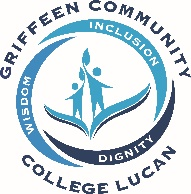 GRIFFEEN COMMUNITY
WISDOM
INCLUSION
DIGNITY
COLLEGE LUCAN